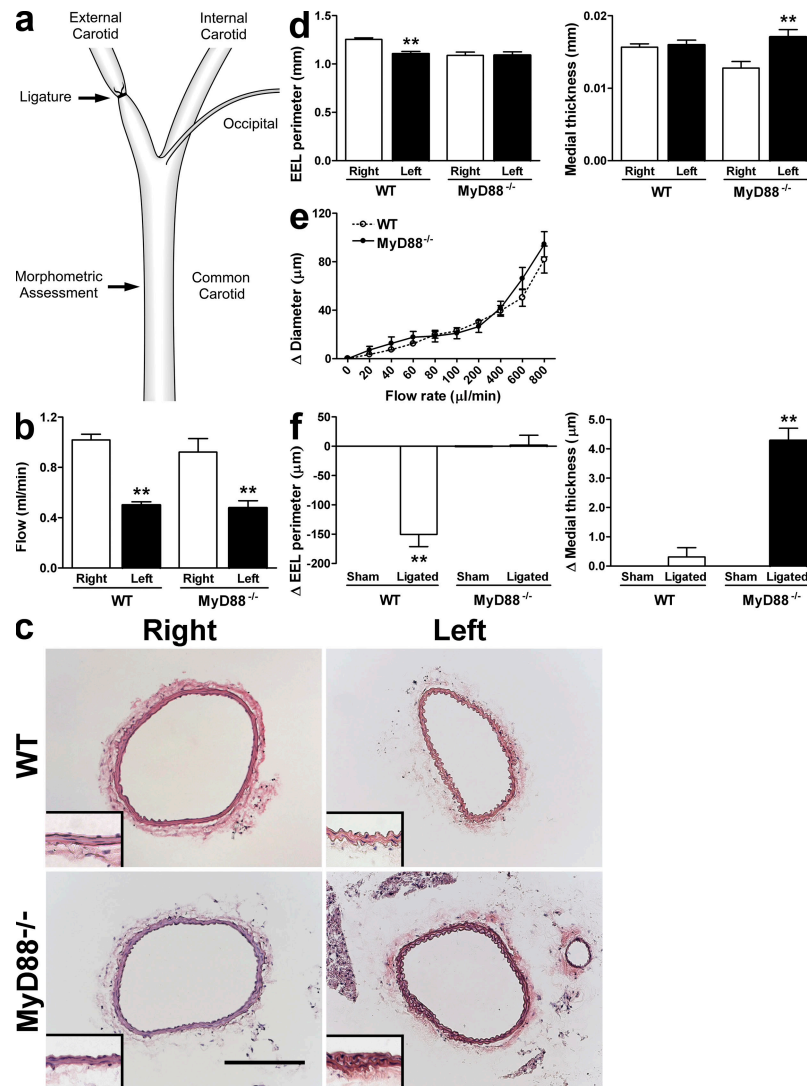 a
External
Carotid
Internal
Carotid
Ligature
Occipital
Morphometric
Assessment
Common
Carotid
b
Flow (ml/min)
1.2
0.8
0.4
0.0
**
**
Right Left Right Left
WT MyD88-/-
d
EEL perimeter (mm)
1.5
1.0
0.5
0.0
**
Right Left Right Left
WT MyD88-/-
Medial thickness (mm)
0.02
0.01
0.00
**
Right Left Right Left
WT MyD88-/-
e
WT
MyD88-/-
Δ Diameter (μm)
120
80
40
0
0 20 40 60 80 100 200 400 600 800
Flow rate (μl/min)
f
Δ EEL perimeter (μm)
50
0
-50
-100
-150
-200
**
Sham Ligated Sham Ligated
WT MyD88-/-
Δ Medial thickness (μm)
5.0
4.0
3.0
2.0
1.0
0.0
**
Sham Ligated Sham Ligated
WT MyD88-/-
c
Right Left
WT
MyD88-/-